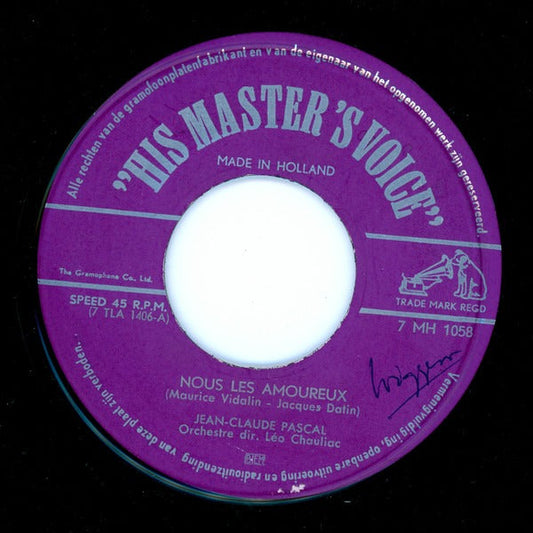 Alle rechten van de gramofoonplatenfabrikant en v•an de eigenaar van het opgenomen werk zijn gereserveerd.
"HIS MASTER'S VOICE"
MADE IN HOLLAND
The Gramophone Co., Ltd.
SPEED 45 R.P.M.
(7 TLA 1406-A)
TRADE MARK REGD
7 MH 1058
NOUS LES AMOUREUX
(Maurice Vidalin - Jacques Datin)
JEAN-CLAUDE PASCAL
Orchestre dir. Léo Chauliac
Vermenigvuldiging, openbare uitvoering en radiouitzending van deze plaat zijn verboden.